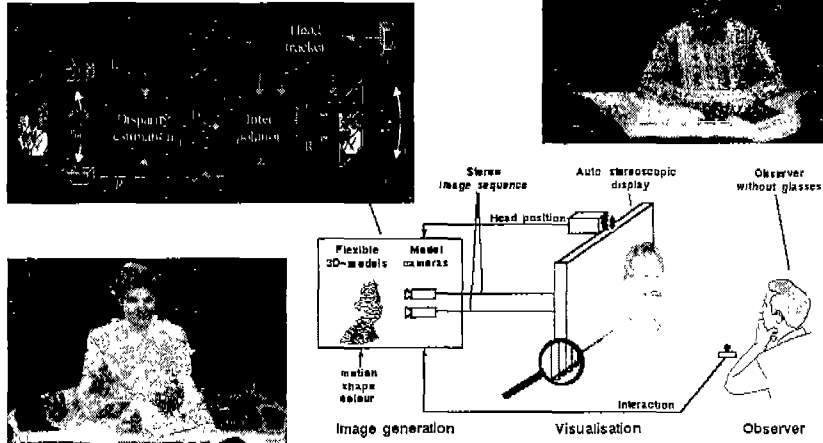 Head
tracker
L
Disparity
estimation
Inter
polation
R
Stereo
image sequence
Auto stereoscopic
display
Observer
without glasses
Head position
Flexible
3D-models
Model
cameras
motion
shape
colour
Interaction
Image generation
Visualisation
Observer